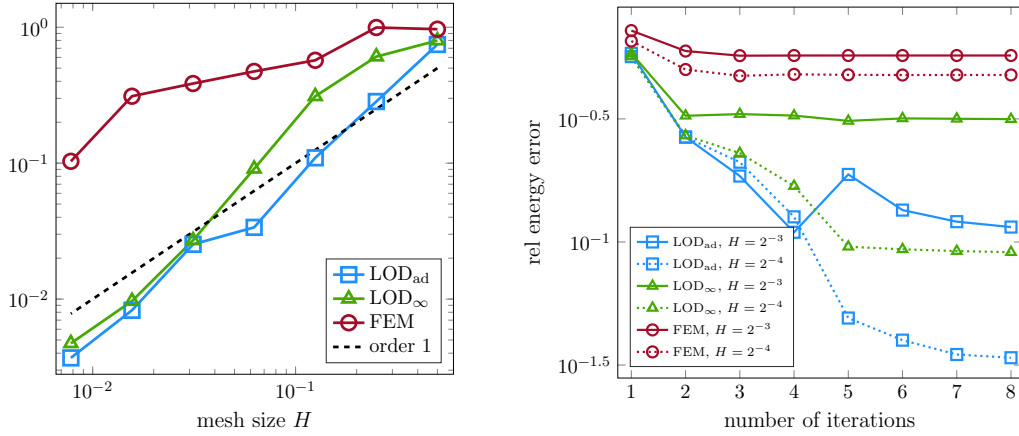 10^0
10^{-1}
10^{-2}
10^{-2}
10^{-1}
mesh size H
LOD_ad
LOD_∞
FEM
order 1
rel energy error
10^{-0.5}
10^{-1}
10^{-1.5}
1 2 3 4 5 6 7 8
number of iterations
LOD_ad, H = 2^{-3}
LOD_ad, H = 2^{-4}
LOD_∞, H = 2^{-3}
LOD_∞, H = 2^{-4}
FEM, H = 2^{-3}
FEM, H = 2^{-4}